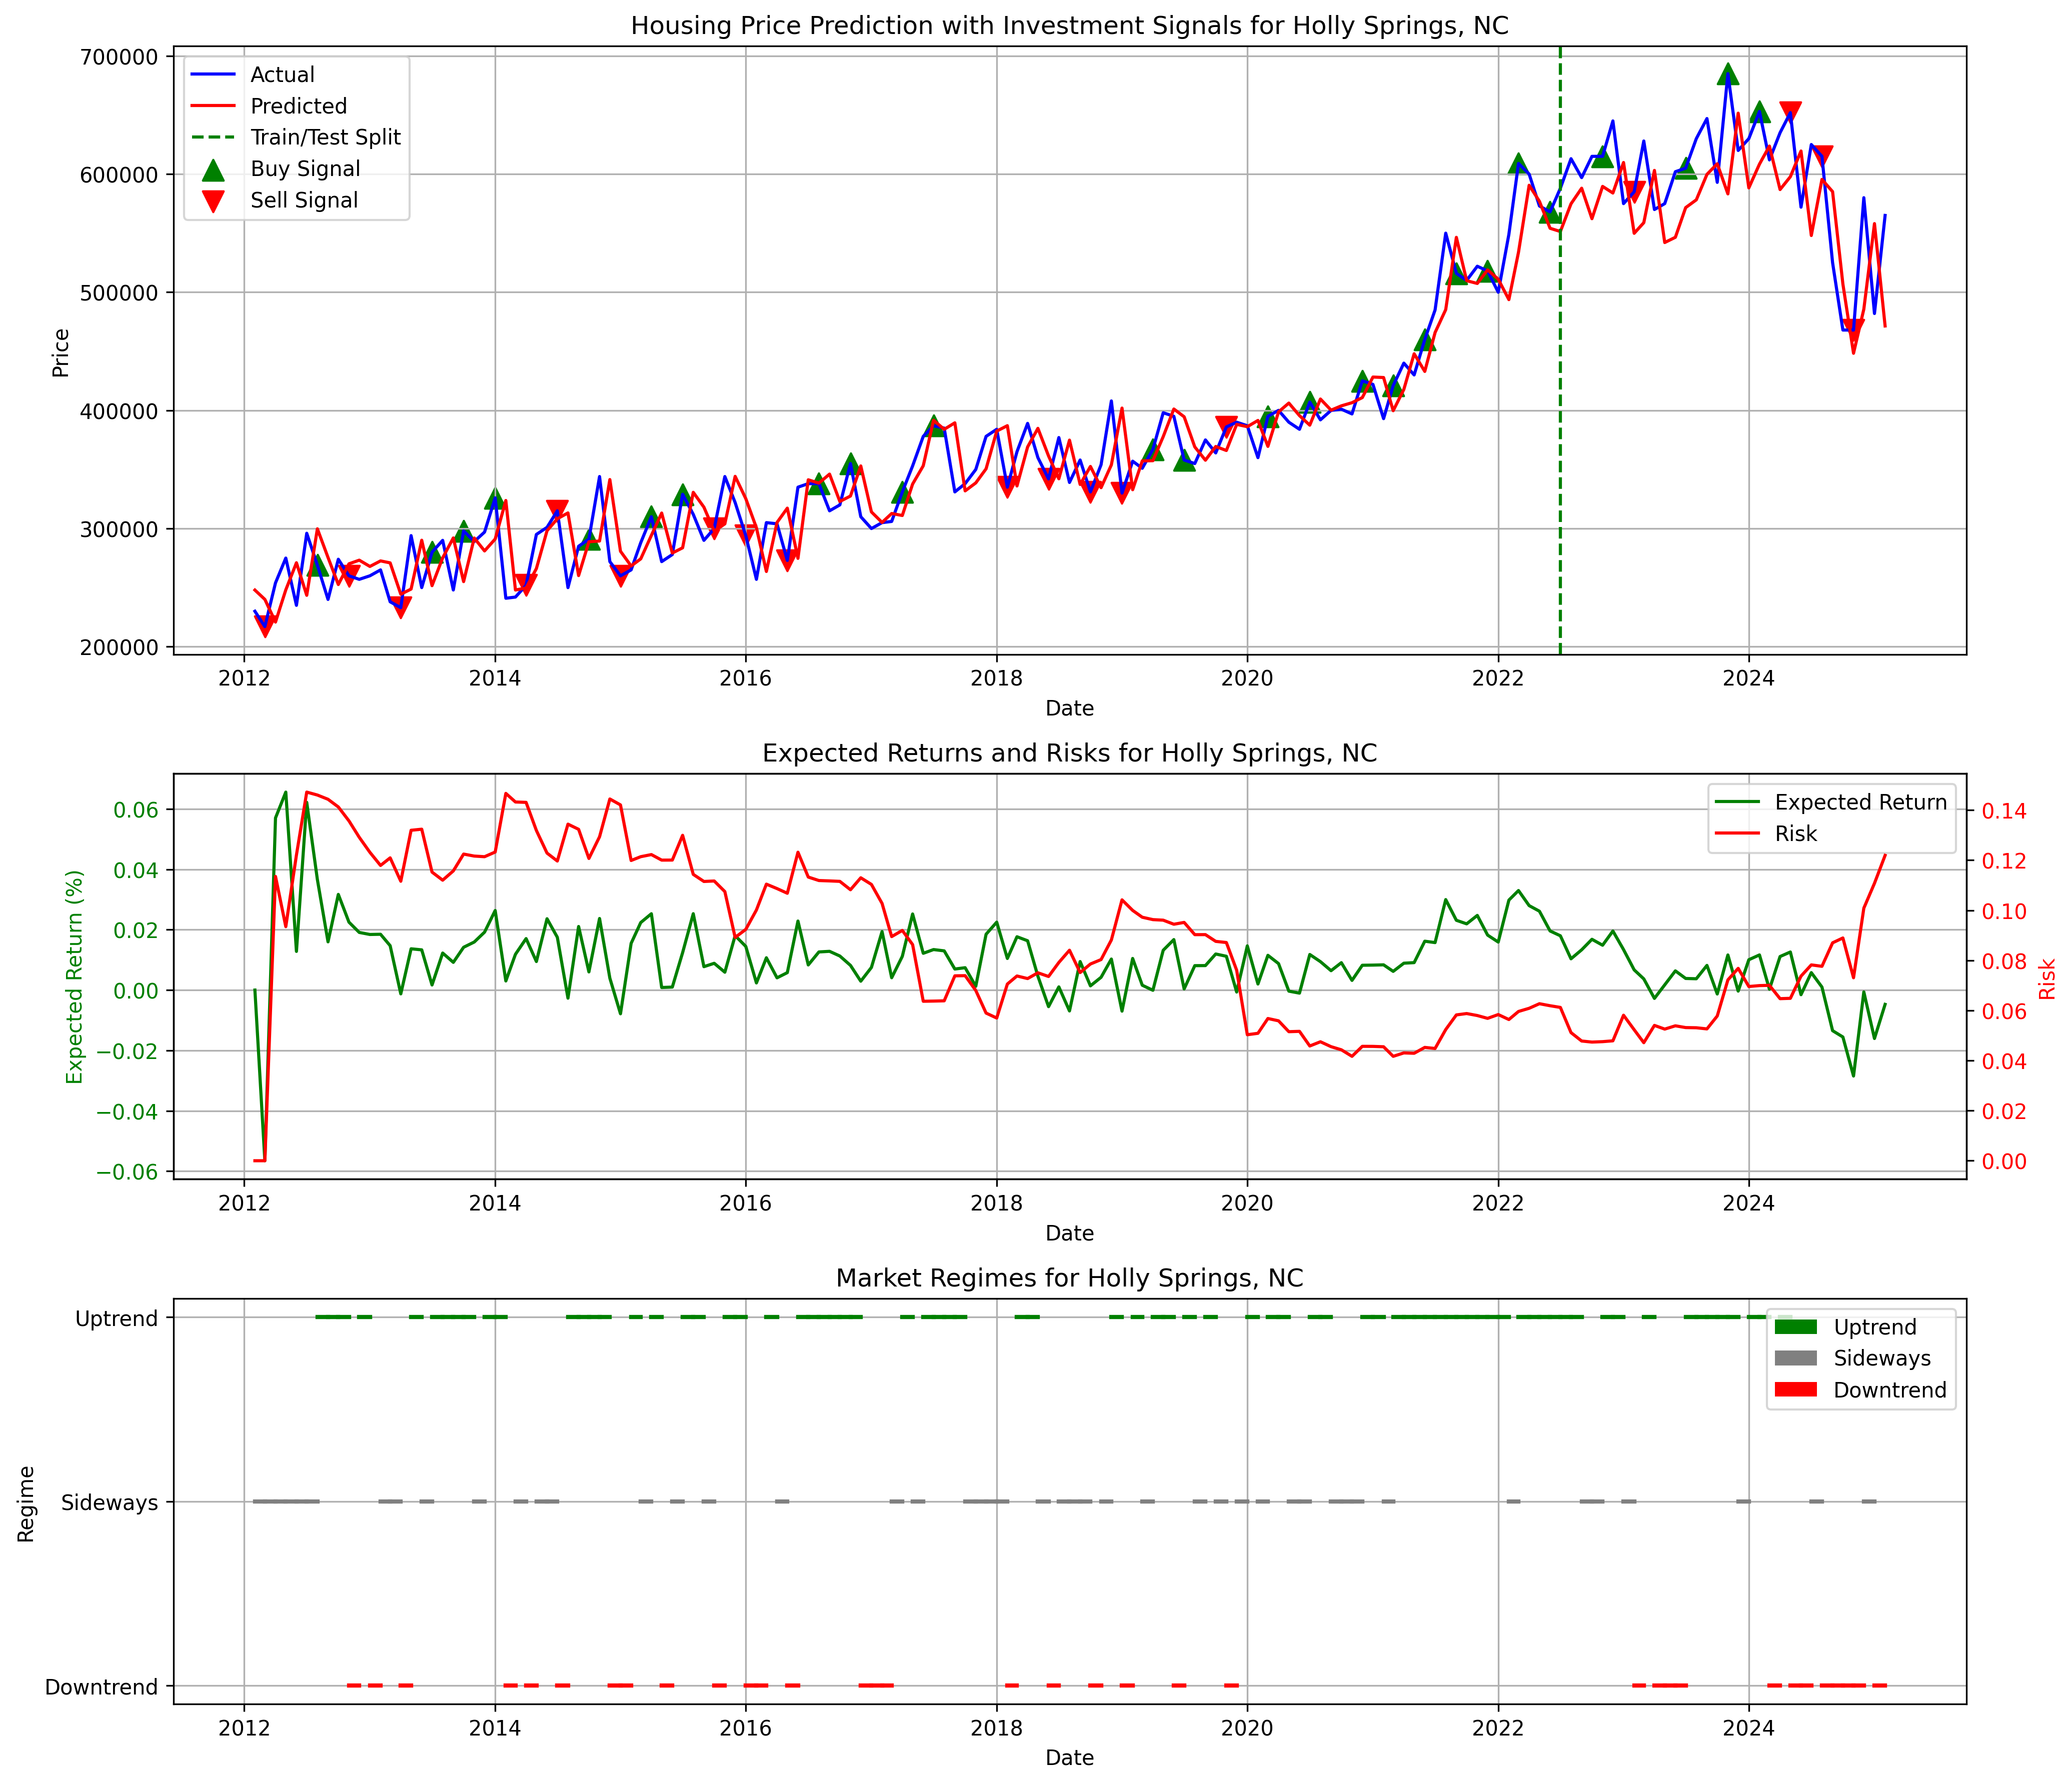 Housing Price Prediction with Investment Signals for Holly Springs, NC
700000
600000
500000
400000
300000
200000
Price
Actual
Predicted
Train/Test Split
Buy Signal
Sell Signal
2012 2014 2016 2018 2020 2022 2024
Date
Expected Returns and Risks for Holly Springs, NC
0.06
0.04
0.02
0.00
−0.02
−0.04
−0.06
Expected Return (%)
Expected Return
Risk
0.14
0.12
0.10
0.08
0.06
0.04
0.02
0.00
Risk
2012 2014 2016 2018 2020 2022 2024
Date
Market Regimes for Holly Springs, NC
Uptrend
Sideways
Downtrend
Regime
Uptrend
Sideways
Downtrend
2012 2014 2016 2018 2020 2022 2024
Date